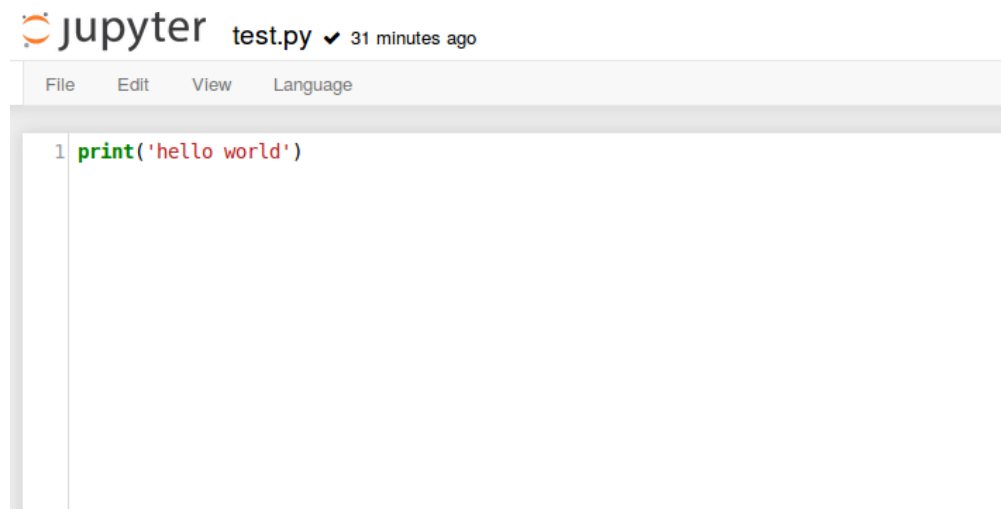 jupyter test.py ✔ 31 minutes ago
File Edit View Language
1 print('hello world')